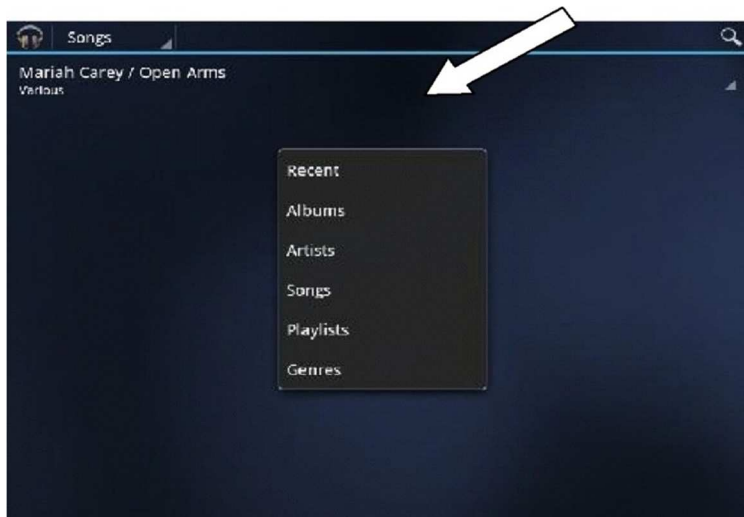 Songs
Mariah Carey / Open Arms
Various
Recent
Albums
Artists
Songs
Playlists
Genres